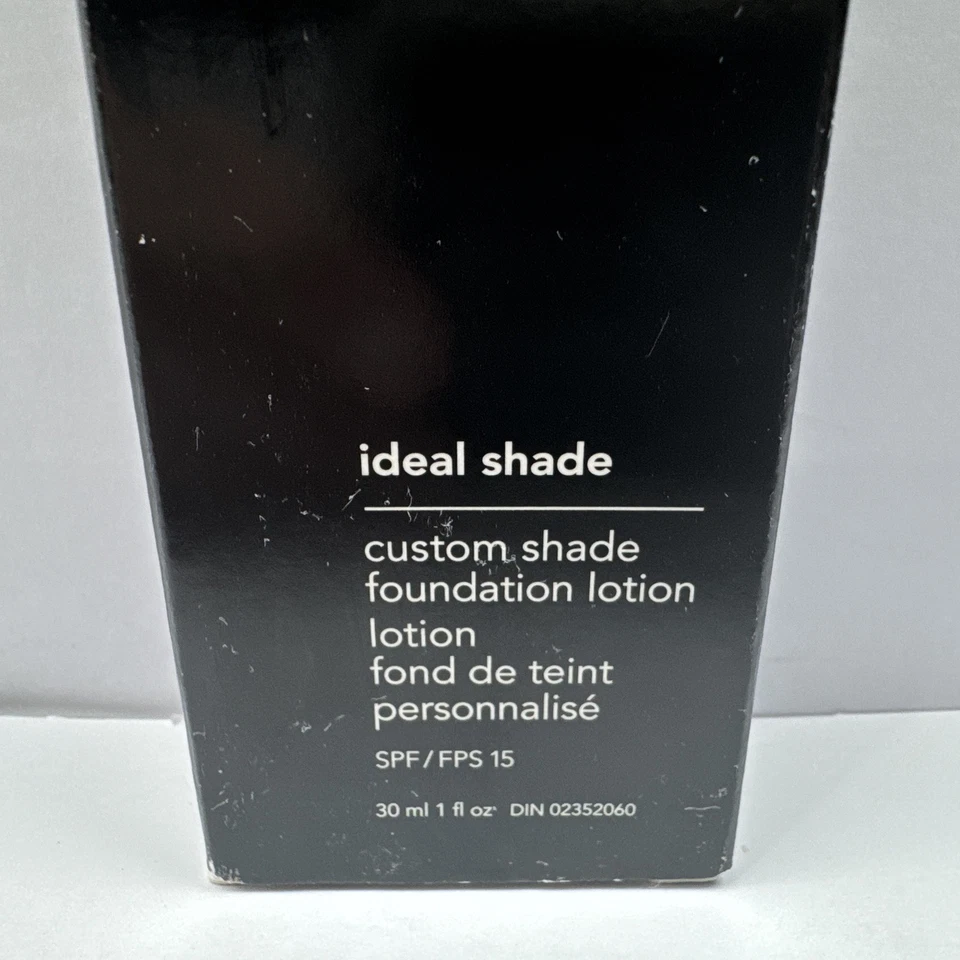 ideal shade
custom shade
foundation lotion
lotion
fond de teint
personnalisé
SPF/FPS 15
30 ml 1 fl oz DIN 02352060